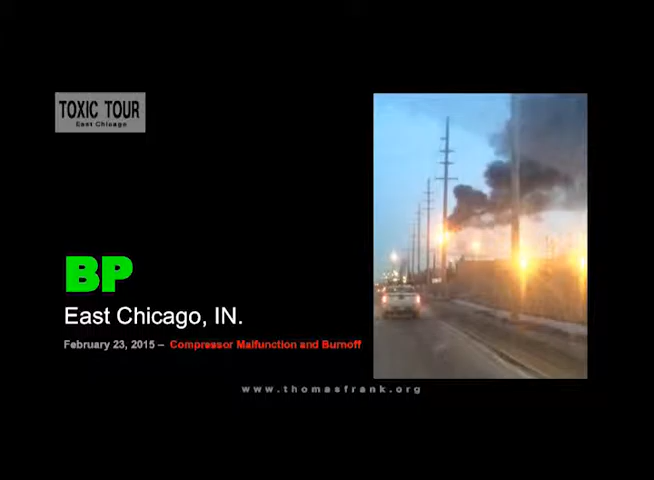 TOXIC TOUR
East Chicago
BP
East Chicago, IN.
February 23, 2015 – Compressor Malfunction and Burnoff
www.thomasfrank.org